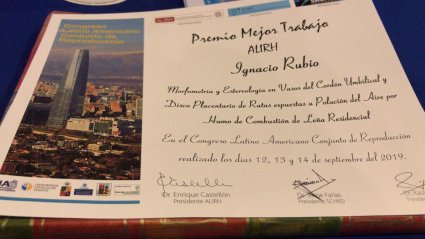 Congreso
Latino Americano
Conjunto de
Reproducción
Premio Mejor Trabajo
ALIRH
Ignacio Rubio
Morfometría y Estereología en Vasos del Cordón Umbilical y
Disco Placentario de Ratas expuestas a Polución del Aire por
Humo de Combustión de Leña Residencial
En el Congreso Latino Americano Conjunto de Reproducción
realizado los días 12, 13 y 14 de septiembre del 2019.
Dr. Enrique Castellón
Presidente ALIRH
Farías
Presidente SCHRD